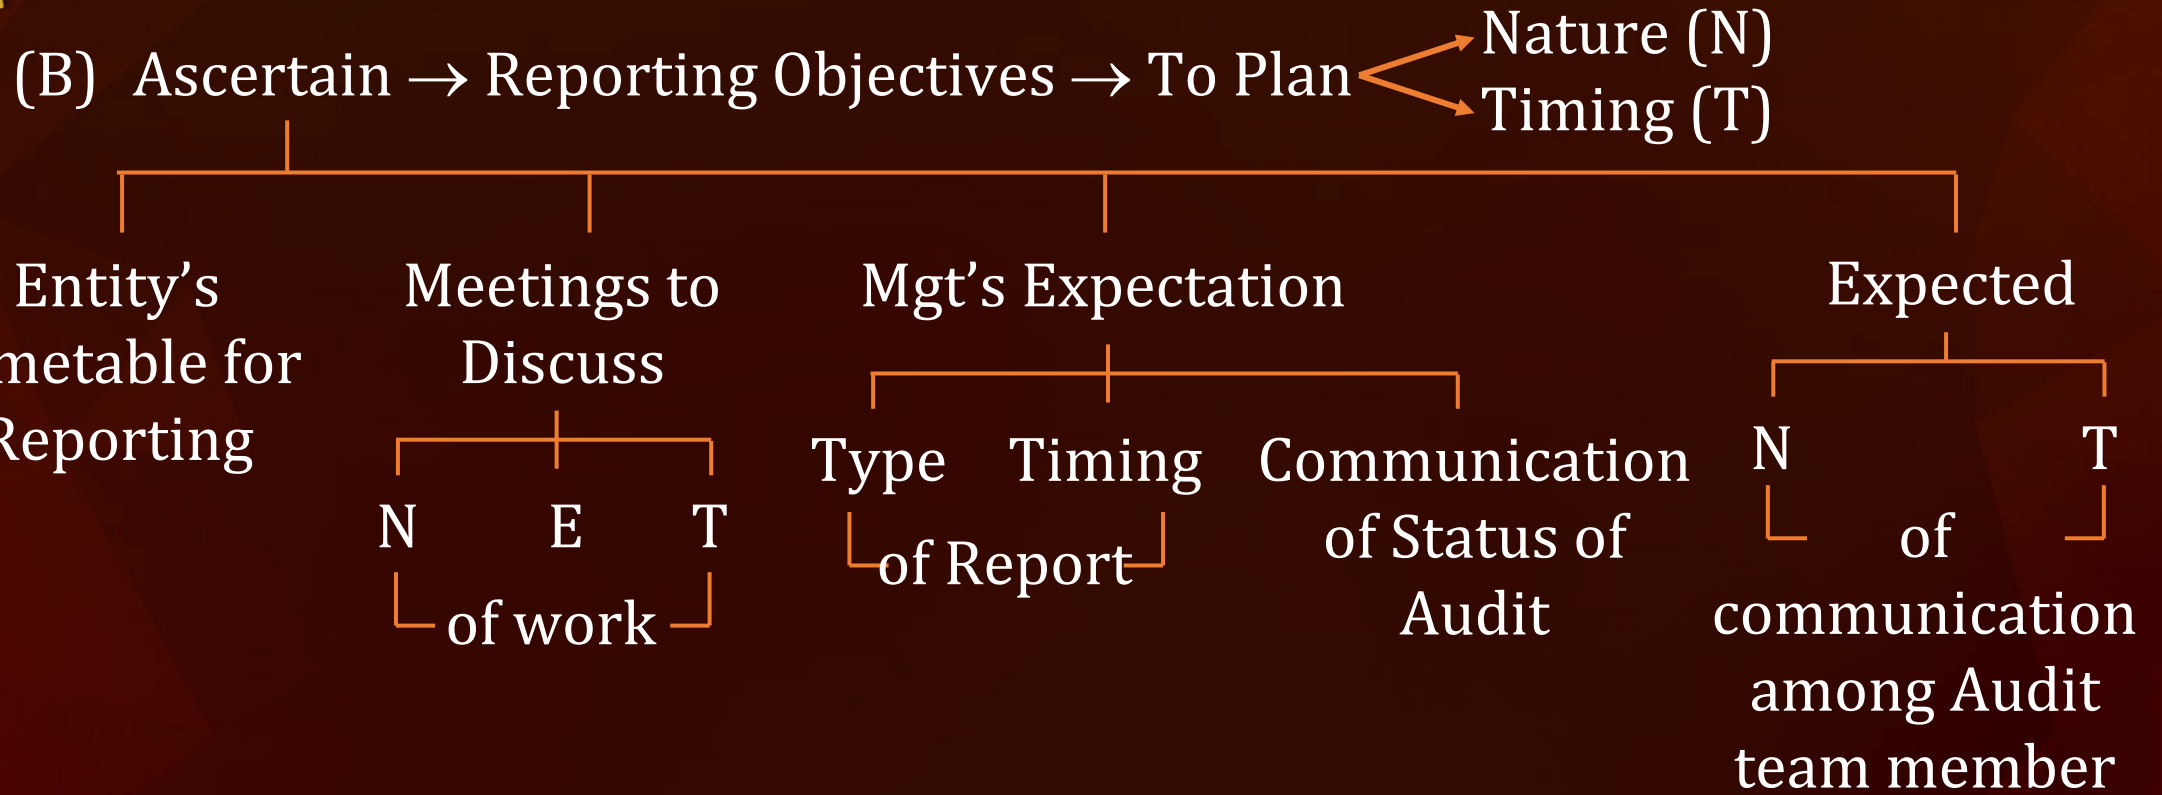 (B) Ascertain → Reporting Objectives → To Plan
Nature (N)
Timing (T)
Entity’s
metable for
Reporting
Meetings to
Discuss
N E T
of work
Mgt’s Expectation
Type Timing
of Report
Communication
of Status of
Audit
Expected
N T
of
communication
among Audit
team member